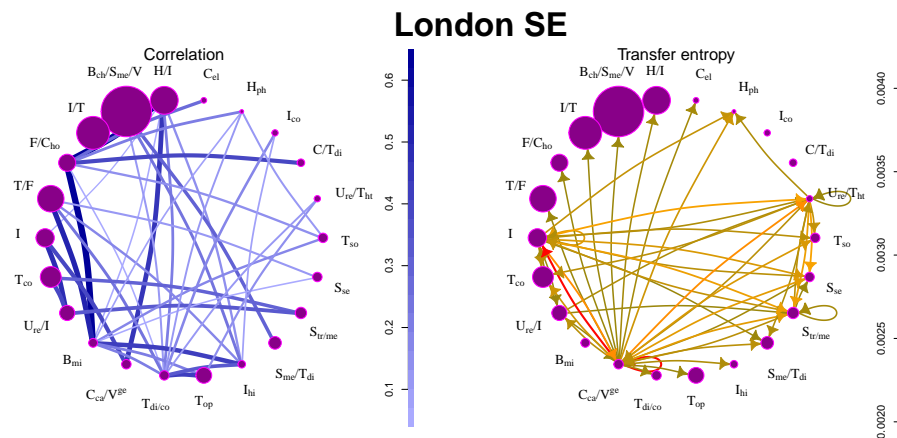 London SE
Correlation
B_ch/S_me/V
H/I
C_el
H_ph
I/T
I_co
F/C_ho
C/T_di
T/F
U_re/T_ht
I
T_so
T_co
S_se
U_re/I
S_tr/me
B_mi
S_me/T_di
C_ca/V^ge
T_di/co
T_op
I_hi
0.6
0.5
0.4
0.3
0.2
0.1
Transfer entropy
B_ch/S_me/V
H/I
C_el
H_ph
I/T
I_co
F/C_ho
C/T_di
T/F
U_re/T_ht
I
T_so
T_co
S_se
U_re/I
S_tr/me
B_mi
S_me/T_di
C_ca/V^ge
T_di/co
T_op
I_hi
0.0040
0.0035
0.0030
0.0025
0.0020